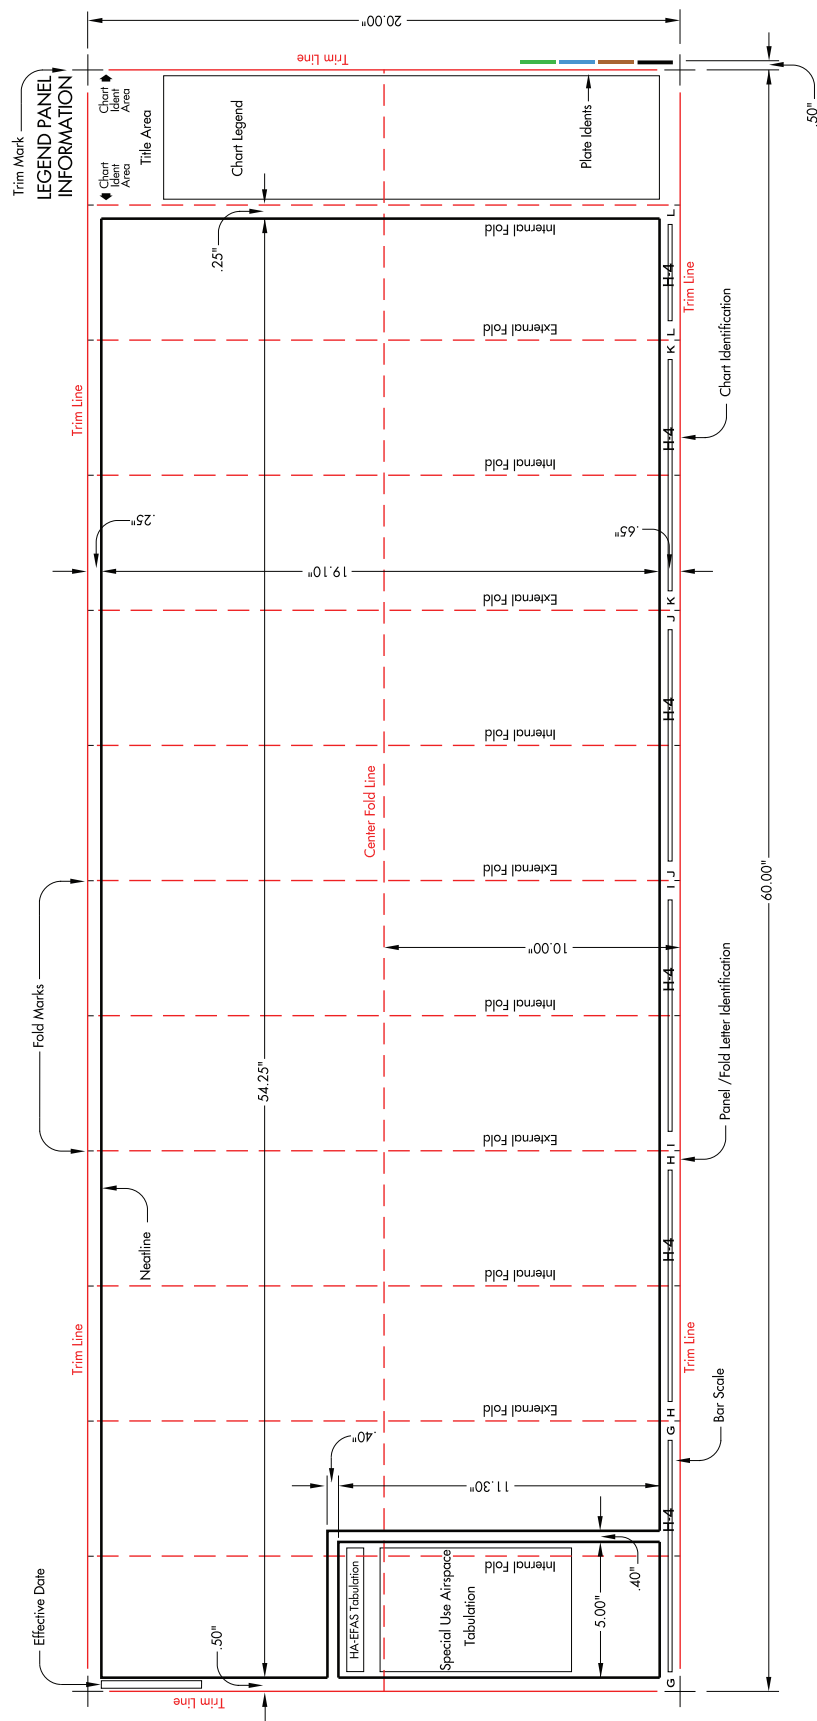 20.00"
Trim Line
Trim Mark
LEGEND PANEL
INFORMATION
Chart
Ident
Area
Chart
Ident
Area
Title Area
Chart Legend
Plate Idents
.50"
.25"
Internal Fold
L
H-4
Trim Line
External Fold
L
K
Chart Identification
Trim Line
H-4
Internal Fold
.25"
.65"
19.10"
External Fold
K
J
H-4
Internal Fold
Center Fold Line
External Fold
J
I
60.00"
Fold Marks
10.00"
H-4
Internal Fold
54.25"
Panel /Fold Letter Identification
External Fold
I
H
Neatline
H-4
Internal Fold
Trim Line
Trim Line
Bar Scale
External Fold
H
G
.40"
11.30"
H-4
Effective Date
.50"
HA-EFAS Tabulation
Special Use Airspace
Tabulation
Internal Fold
5.00"
.40"
G
Trim Line